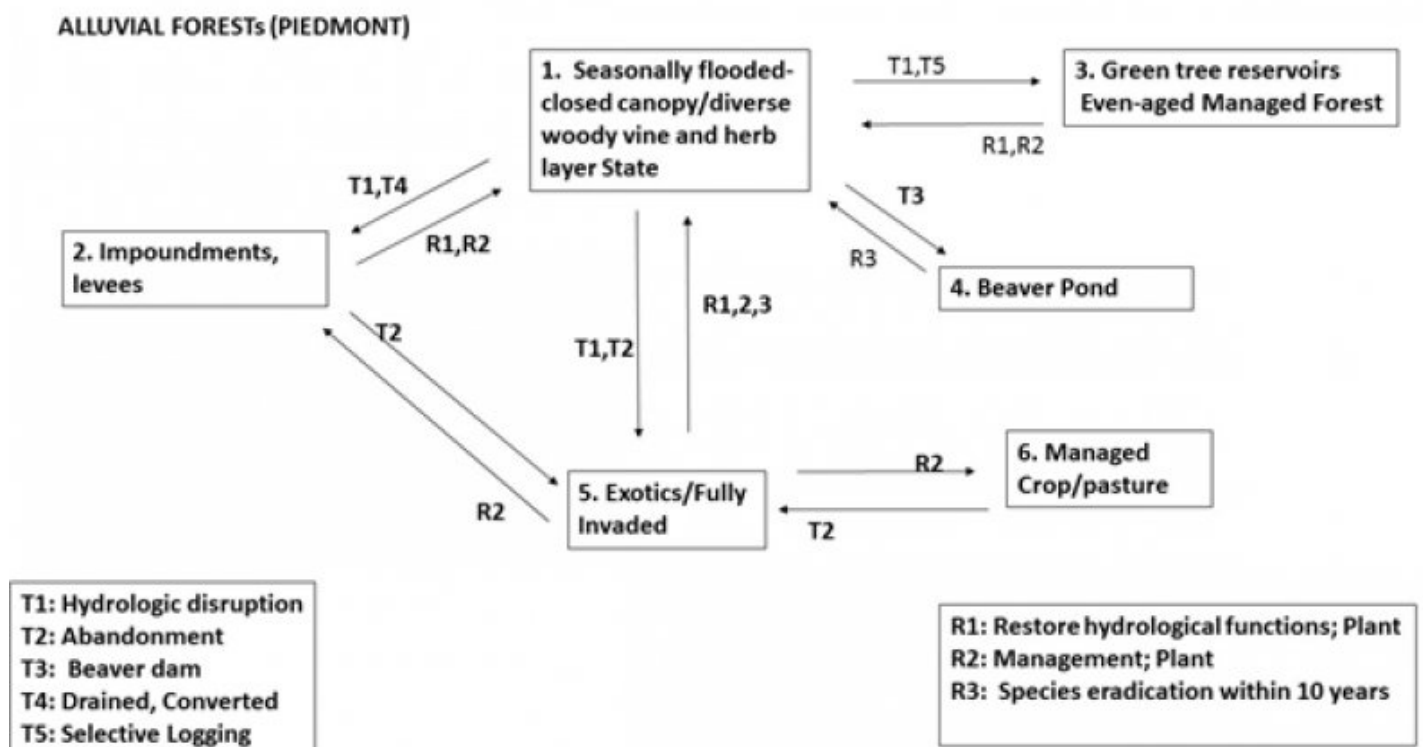 ALLUVIAL FORESTs (PIEDMONT)
1. Seasonally flooded-
closed canopy/diverse
woody vine and herb
layer State
T1,T5
3. Green tree reservoirs
Even-aged Managed Forest
R1,R2
T1,T4
R1,R2
T3
R3
2. Impoundments,
levees
4. Beaver Pond
R1,2,3
T2
T1,T2
R2
5. Exotics/Fully
Invaded
R2
T2
6. Managed
Crop/pasture
T1: Hydrologic disruption
T2: Abandonment
T3: Beaver dam
T4: Drained, Converted
T5: Selective Logging
R1: Restore hydrological functions; Plant
R2: Management; Plant
R3: Species eradication within 10 years